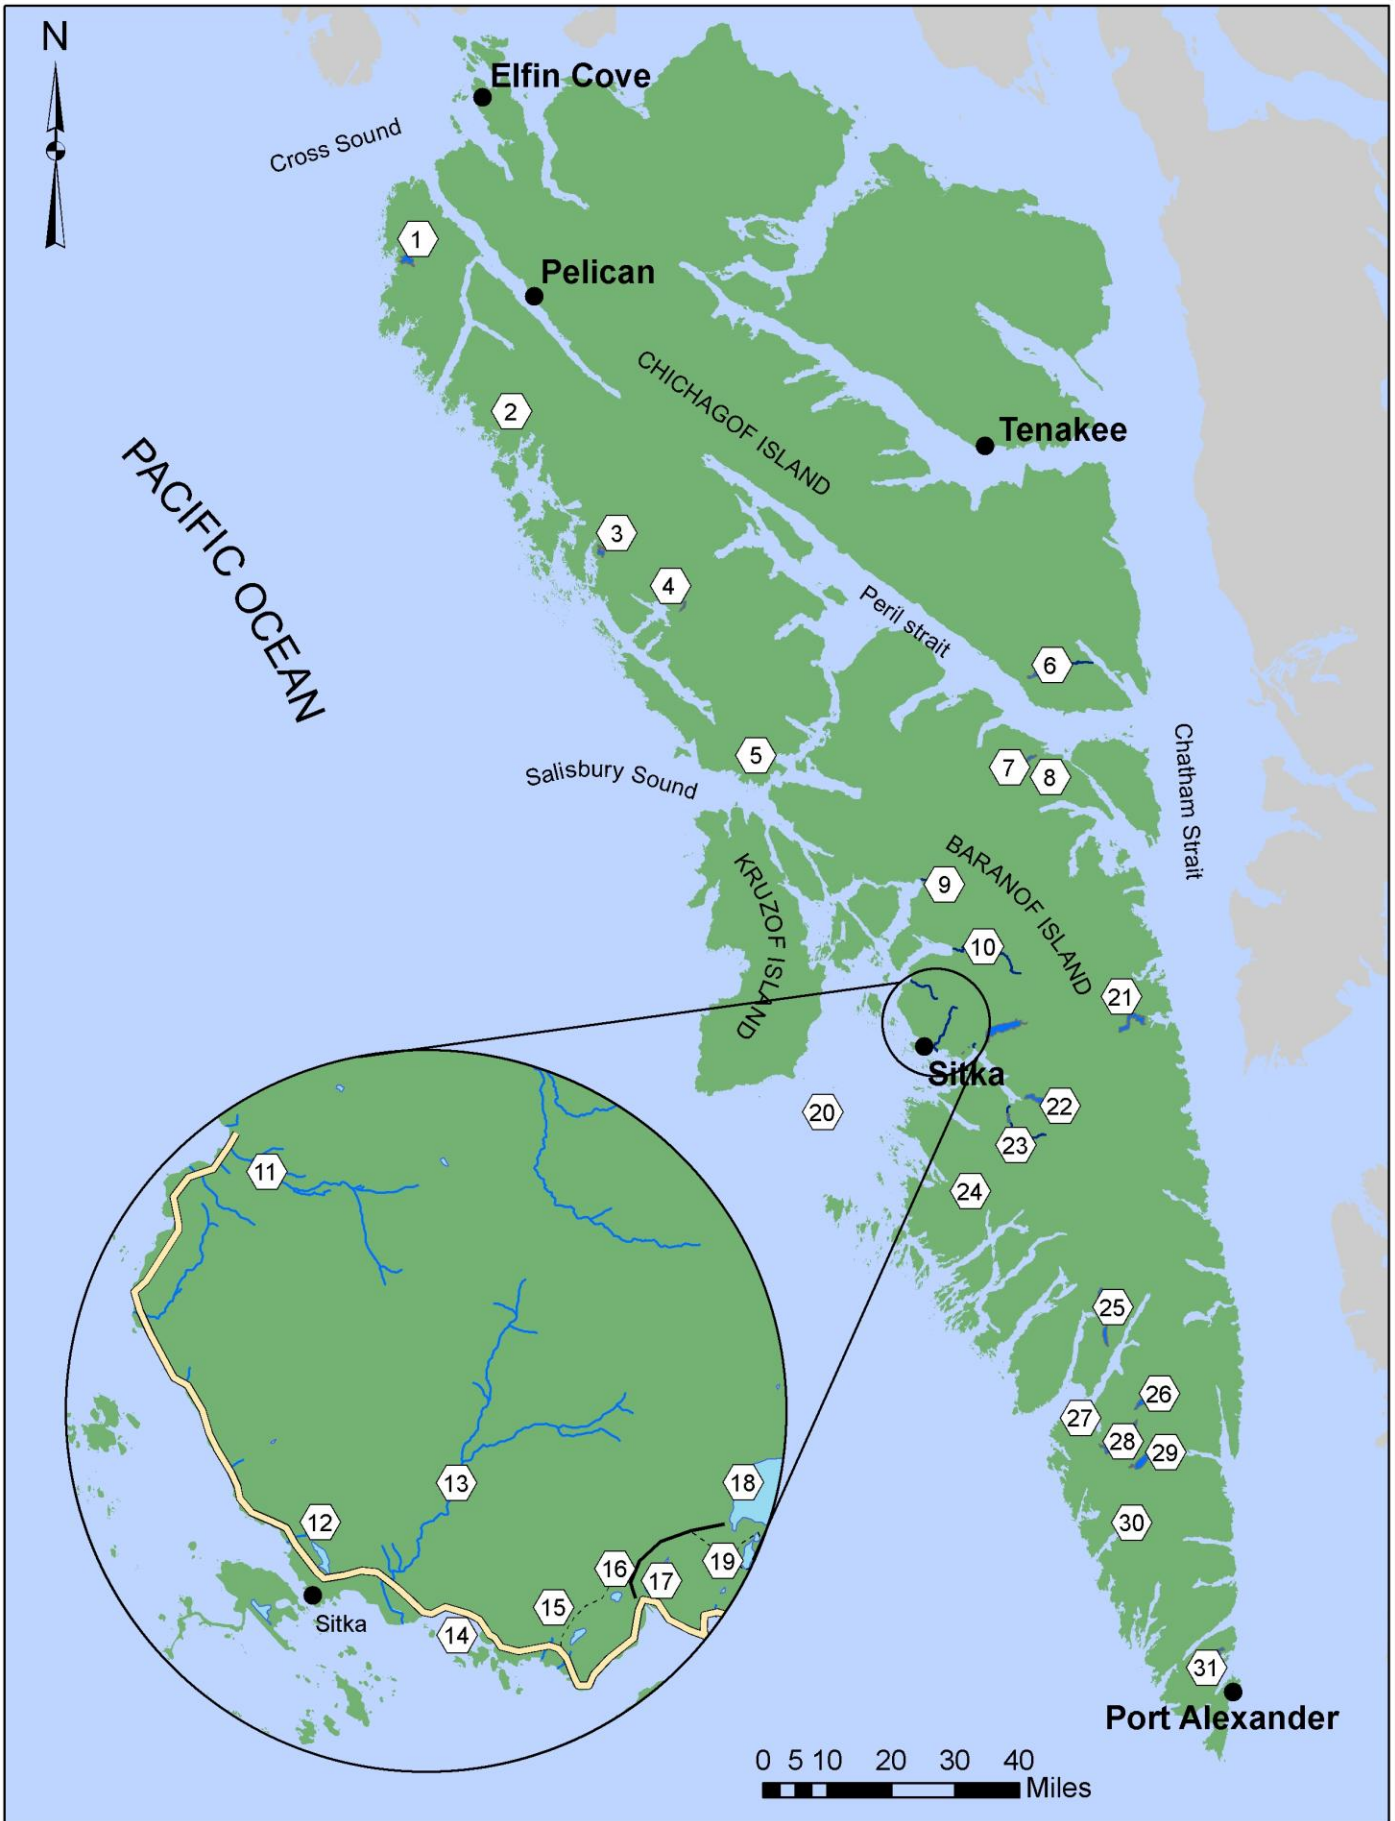 N
Elfin Cove
Cross Sound
1
Pelican
CHICHAGOF ISLAND
2
Tenakee
PACIFIC OCEAN
3
4
Peril strait
6
5
Salisbury Sound
7
8
Chatham Strait
KRUZOF ISLAND
9
BARANOF ISLAND
10
21
Sitka
20
22
23
11
24
25
26
27
28
29
13
18
12
30
19
16
17
15
Sitka
14
31
Port Alexander
0 5 10 20 30 40
Miles